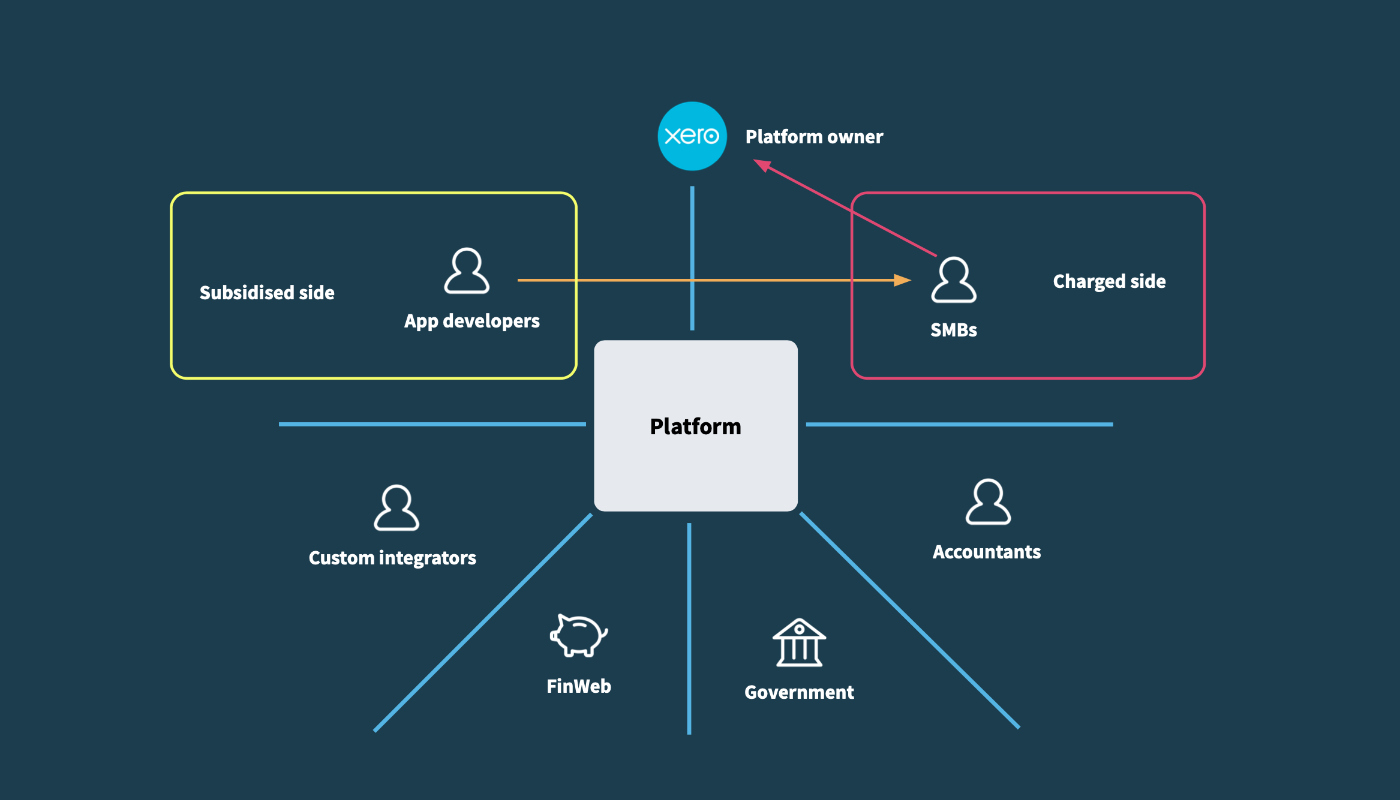 xero
Platform owner
Subsidised side
App developers
Charged side
SMBs
Platform
Custom integrators
Accountants
FinWeb
Government